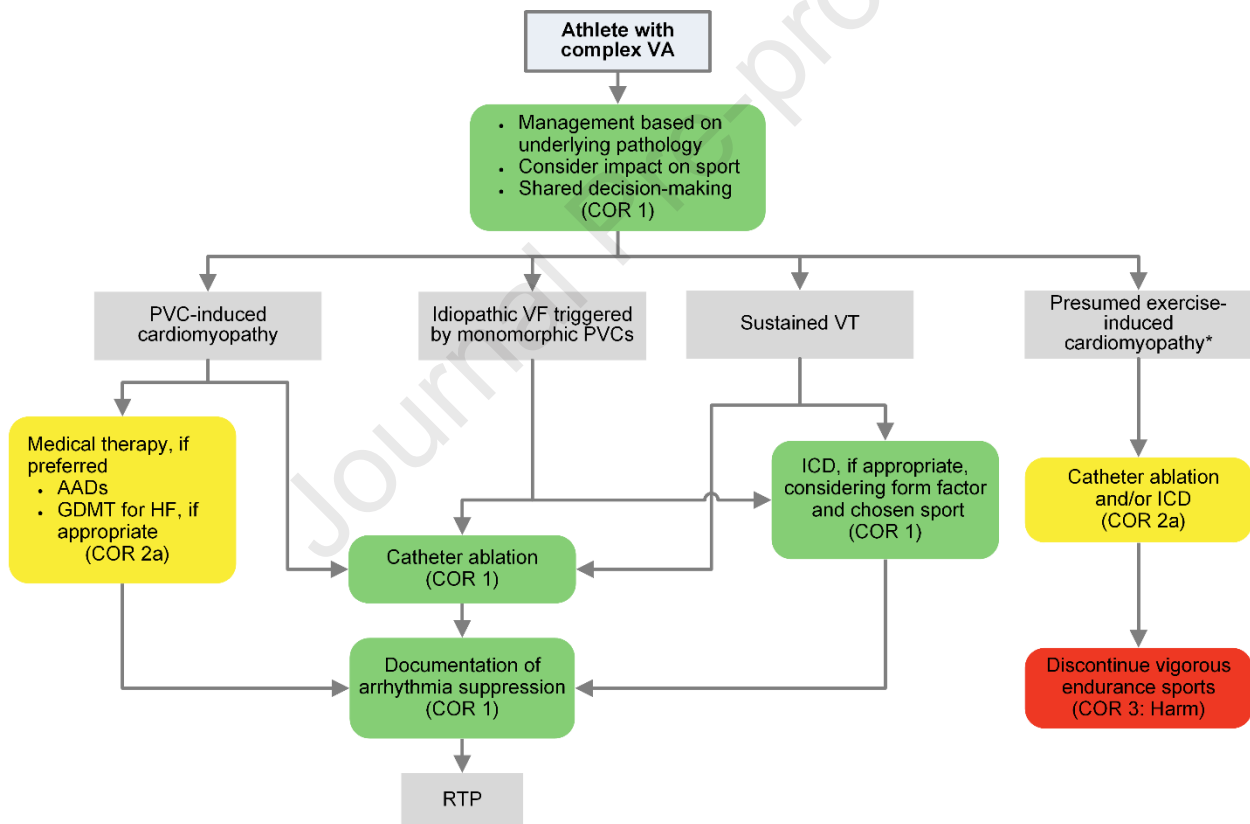 Athlete with
complex VA
• Management based on
underlying pathology
• Consider impact on sport
• Shared decision-making
(COR 1)
PVC-induced
cardiomyopathy
Idiopathic VF triggered
by monomorphic PVCs
Sustained VT
Presumed exercise-
induced
cardiomyopathy*
Medical therapy, if
preferred
• AADs
• GDMT for HF, if
appropriate
(COR 2a)
Catheter ablation
(COR 1)
ICD, if appropriate,
considering form factor
and chosen sport
(COR 1)
Catheter ablation
and/or ICD
(COR 2a)
Documentation of
arrhythmia suppression
(COR 1)
Discontinue vigorous
endurance sports
(COR 3: Harm)
RTP
Journal Pre-pro